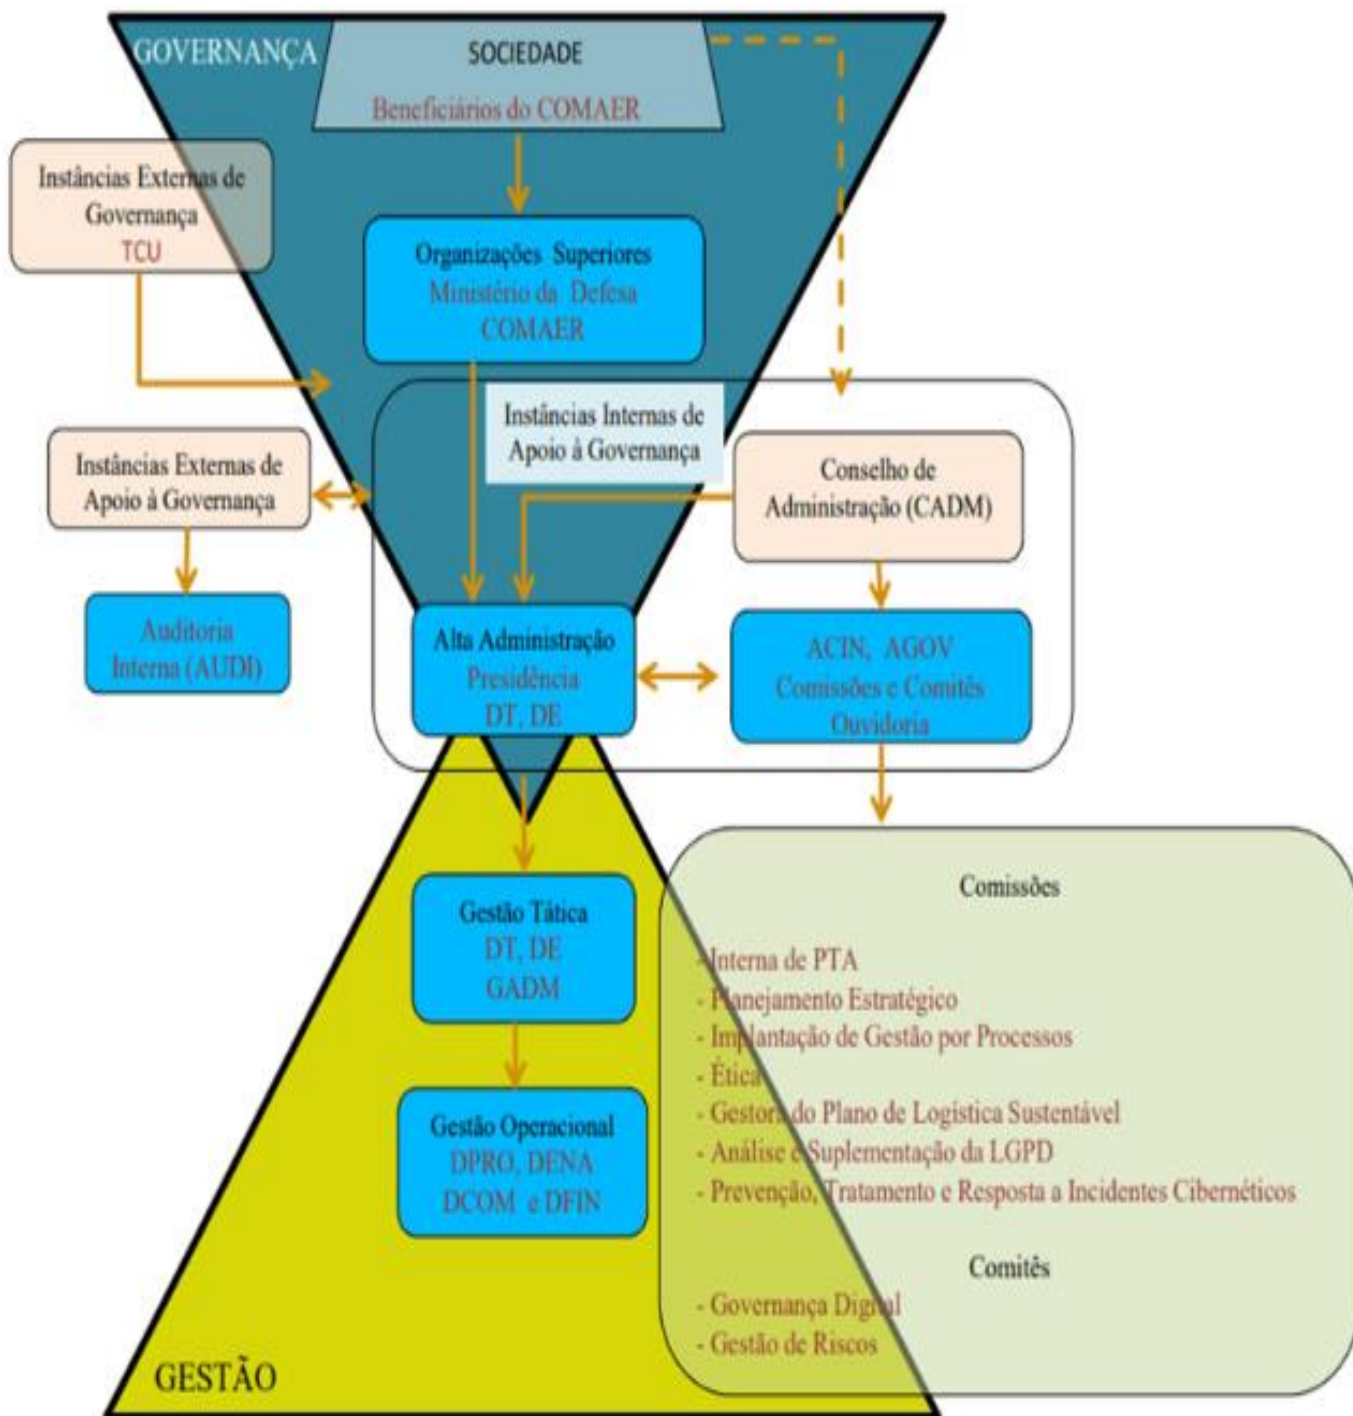 GOVERNANÇA
SOCIEDADE
Beneficiários do COMAER
Instâncias Externas de
Governança
TCU
Organizações Superiores
Ministério da Defesa
COMAER
Instâncias Internas de
Apoio à Governança
Instâncias Externas de
Apoio à Governança
Conselho de
Administração (CADM)
Auditoria
Interna (AUDI)
Alta Administração
Presidência
DT, DE
ACIN, AGOV
Comissões e Comitês
Ouvidoria
Gestão Tática
DT, DE
GADM
Gestão Operacional
DPRO, DENA
DCOM e DFIN
Comissões
- Interna de PTA
- Planejamento Estratégico
- Implantação de Gestão por Processos
- Ética
- Gestora do Plano de Logística Sustentável
- Análise e Suplementação da LGPD
- Prevenção, Tratamento e Resposta a Incidentes Cibernéticos
Comitês
- Governança Digital
- Gestão de Riscos
GESTÃO